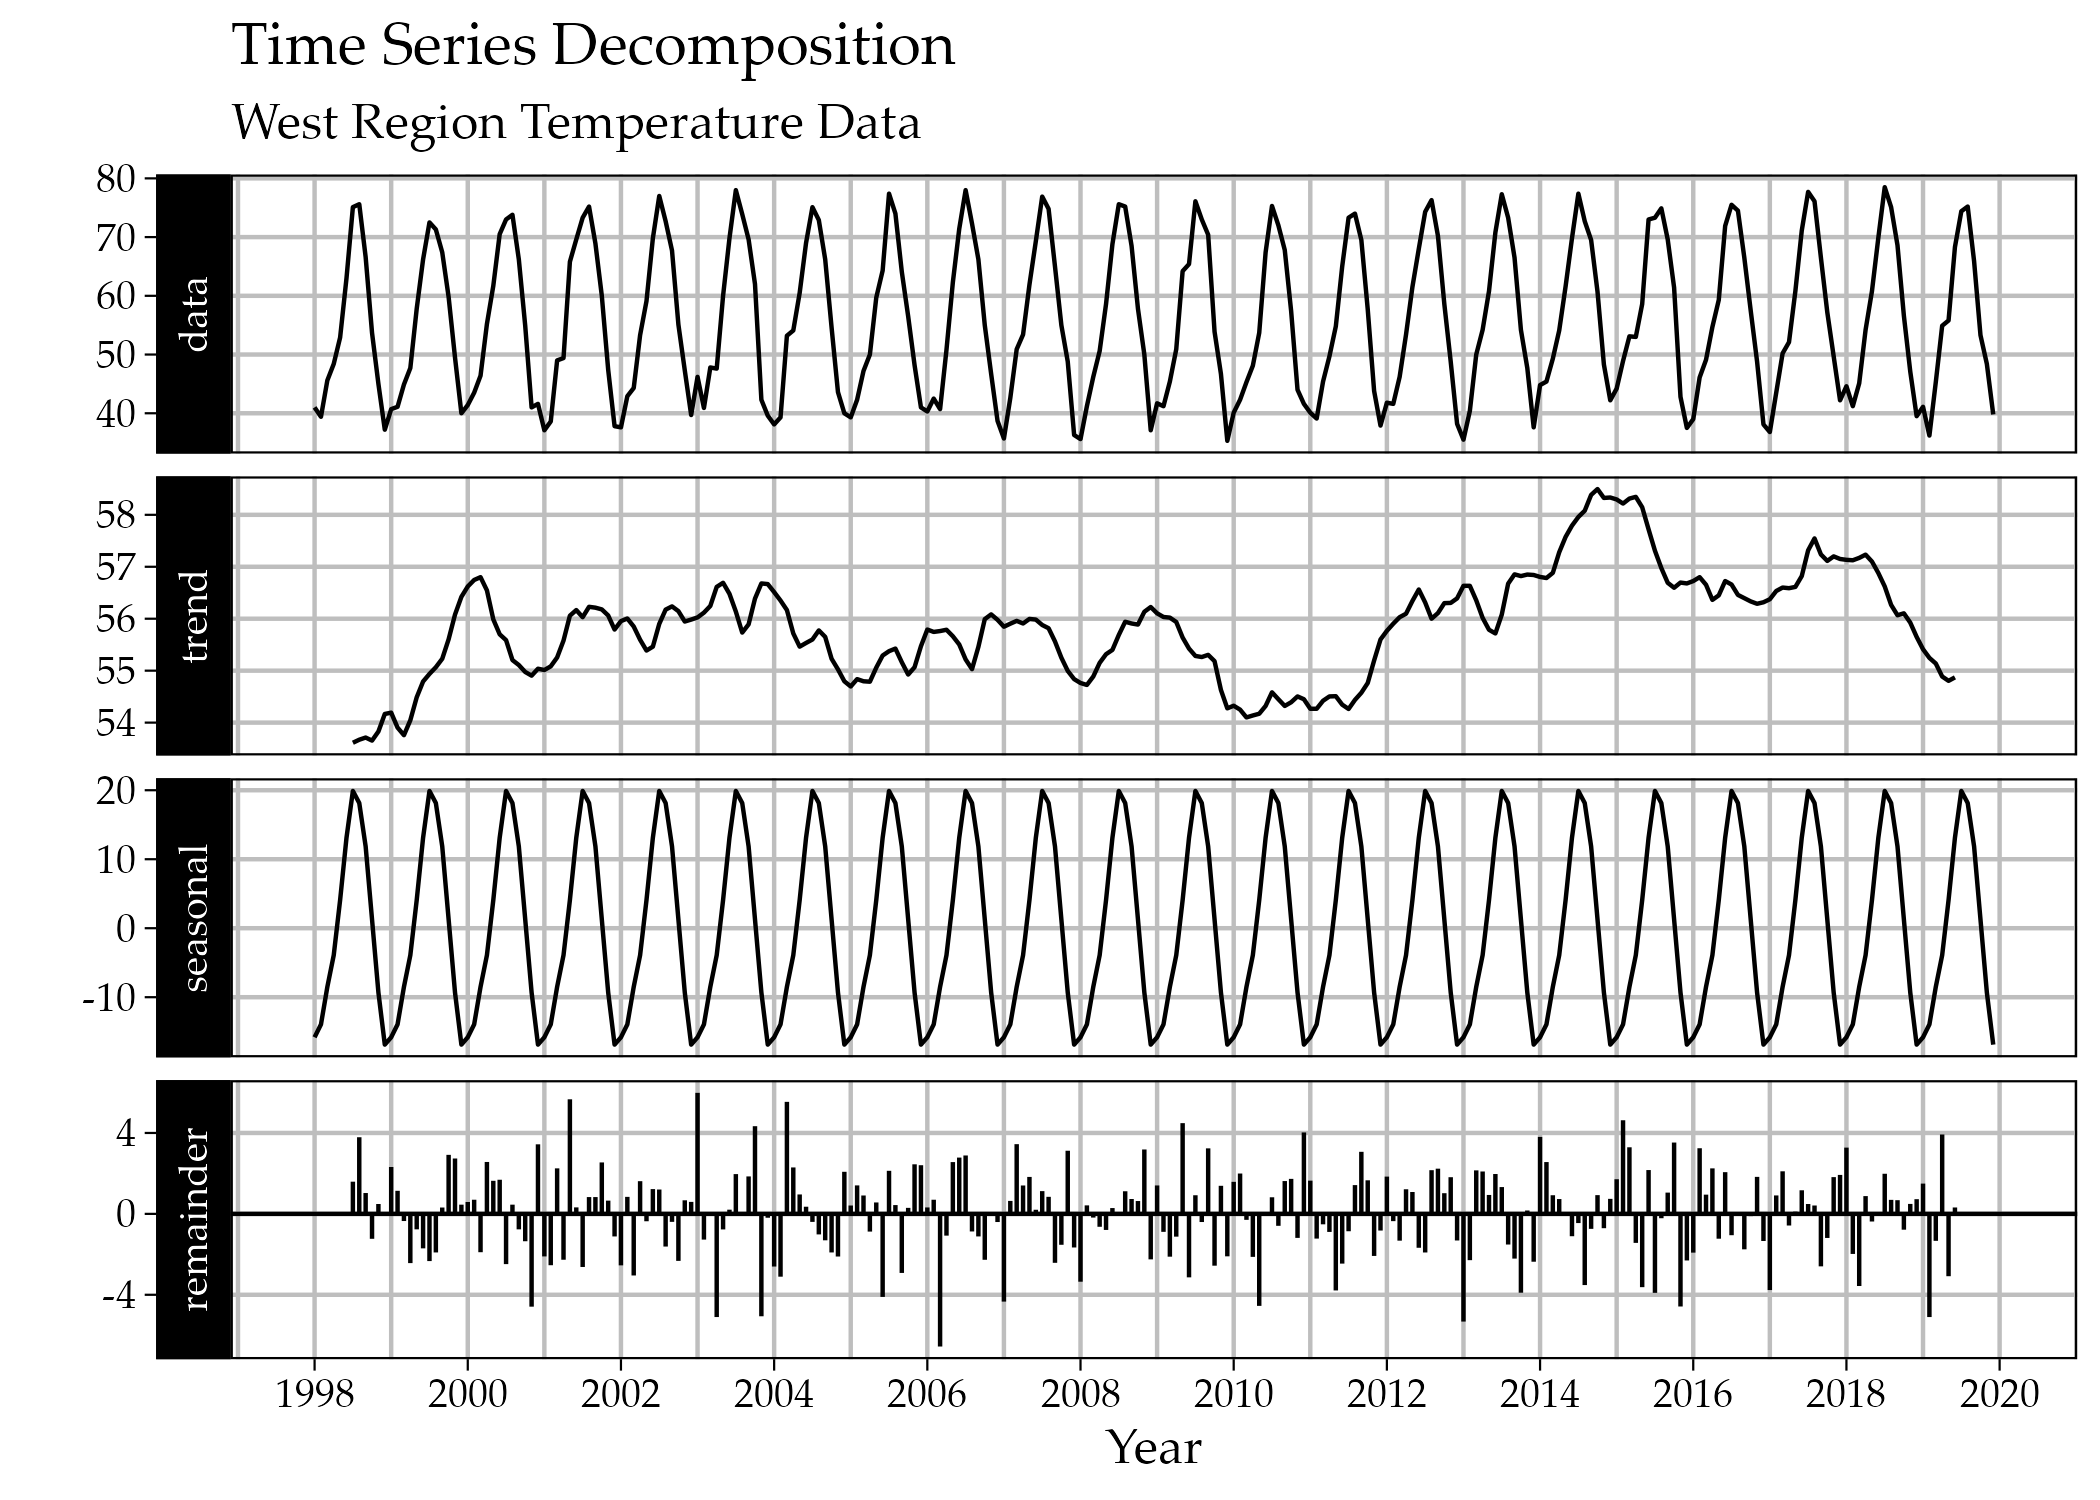 Time Series Decomposition
West Region Temperature Data
80
70
60
50
40
data
58
57
56
55
54
trend
20
10
0
-10
seasonal
4
0
-4
remainder
1998 2000 2002 2004 2006 2008 2010 2012 2014 2016 2018 2020
Year